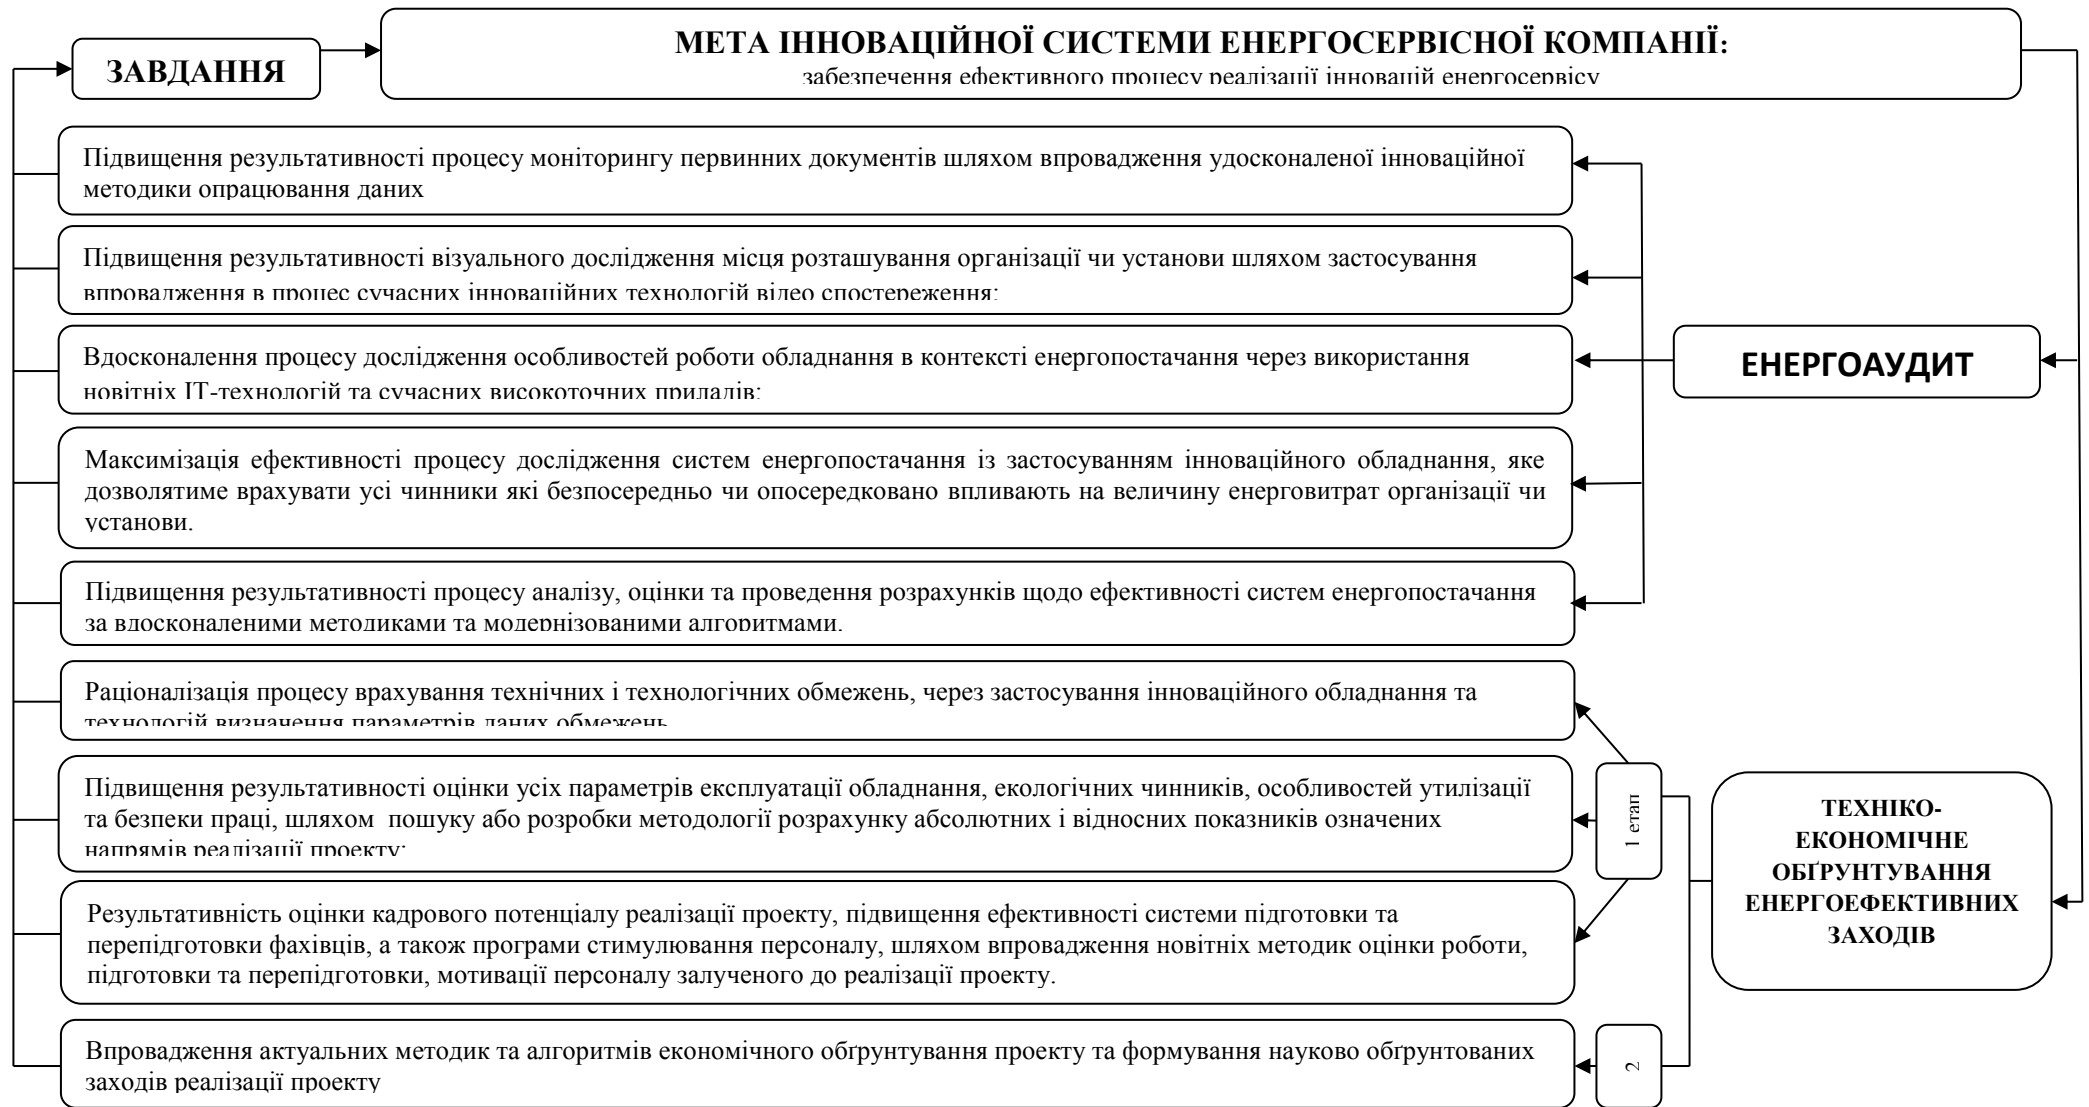 ЗАВДАННЯ
МЕТА ІННОВАЦІЙНОЇ СИСТЕМИ ЕНЕРГОСЕРВІСНОЇ КОМПАНІЇ:
забезпечення ефективного процесу реалізації інновацій енергосервісу
Підвищення результативності процесу моніторингу первинних документів шляхом впровадження удосконаленої інноваційної
методики опрацювання даних
Підвищення результативності візуального дослідження місця розташування організації чи установи шляхом застосування
впровадження в процес сучасних інноваційних технологій відео спостереження;
Вдосконалення процесу дослідження особливостей роботи обладнання в контексті енергопостачання через використання
новітніх ІТ-технологій та сучасних високоточних приладів;
ЕНЕРГОАУДИТ
Максимізація ефективності процесу дослідження систем енергопостачання із застосуванням інноваційного обладнання, яке
дозволятиме врахувати усі чинники які безпосередньо чи опосередковано впливають на величину енерговитрат організації чи
установи.
Підвищення результативності процесу аналізу, оцінки та проведення розрахунків щодо ефективності систем енергопостачання
за вдосконаленими методиками та модернізованими алгоритмами.
Раціоналізація процесу врахування технічних і технологічних обмежень, через застосування інноваційного обладнання та
технологій визначення параметрів даних обмежень
Підвищення результативності оцінки усіх параметрів експлуатації обладнання, екологічних чинників, особливостей утилізації
та безпеки праці, шляхом пошуку або розробки методології розрахунку абсолютних і відносних показників означених
напрямів реалізації проекту;
1 етап
ТЕХНІКО-
ЕКОНОМІЧНЕ
ОБҐРУНТУВАННЯ
ЕНЕРГОЕФЕКТИВНИХ
ЗАХОДІВ
Результативність оцінки кадрового потенціалу реалізації проекту, підвищення ефективності системи підготовки та
перепідготовки фахівців, а також програми стимулювання персоналу, шляхом впровадження новітніх методик оцінки роботи,
підготовки та перепідготовки, мотивації персоналу залученого до реалізації проекту.
Впровадження актуальних методик та алгоритмів економічного обґрунтування проекту та формування науково обґрунтованих
заходів реалізації проекту
2